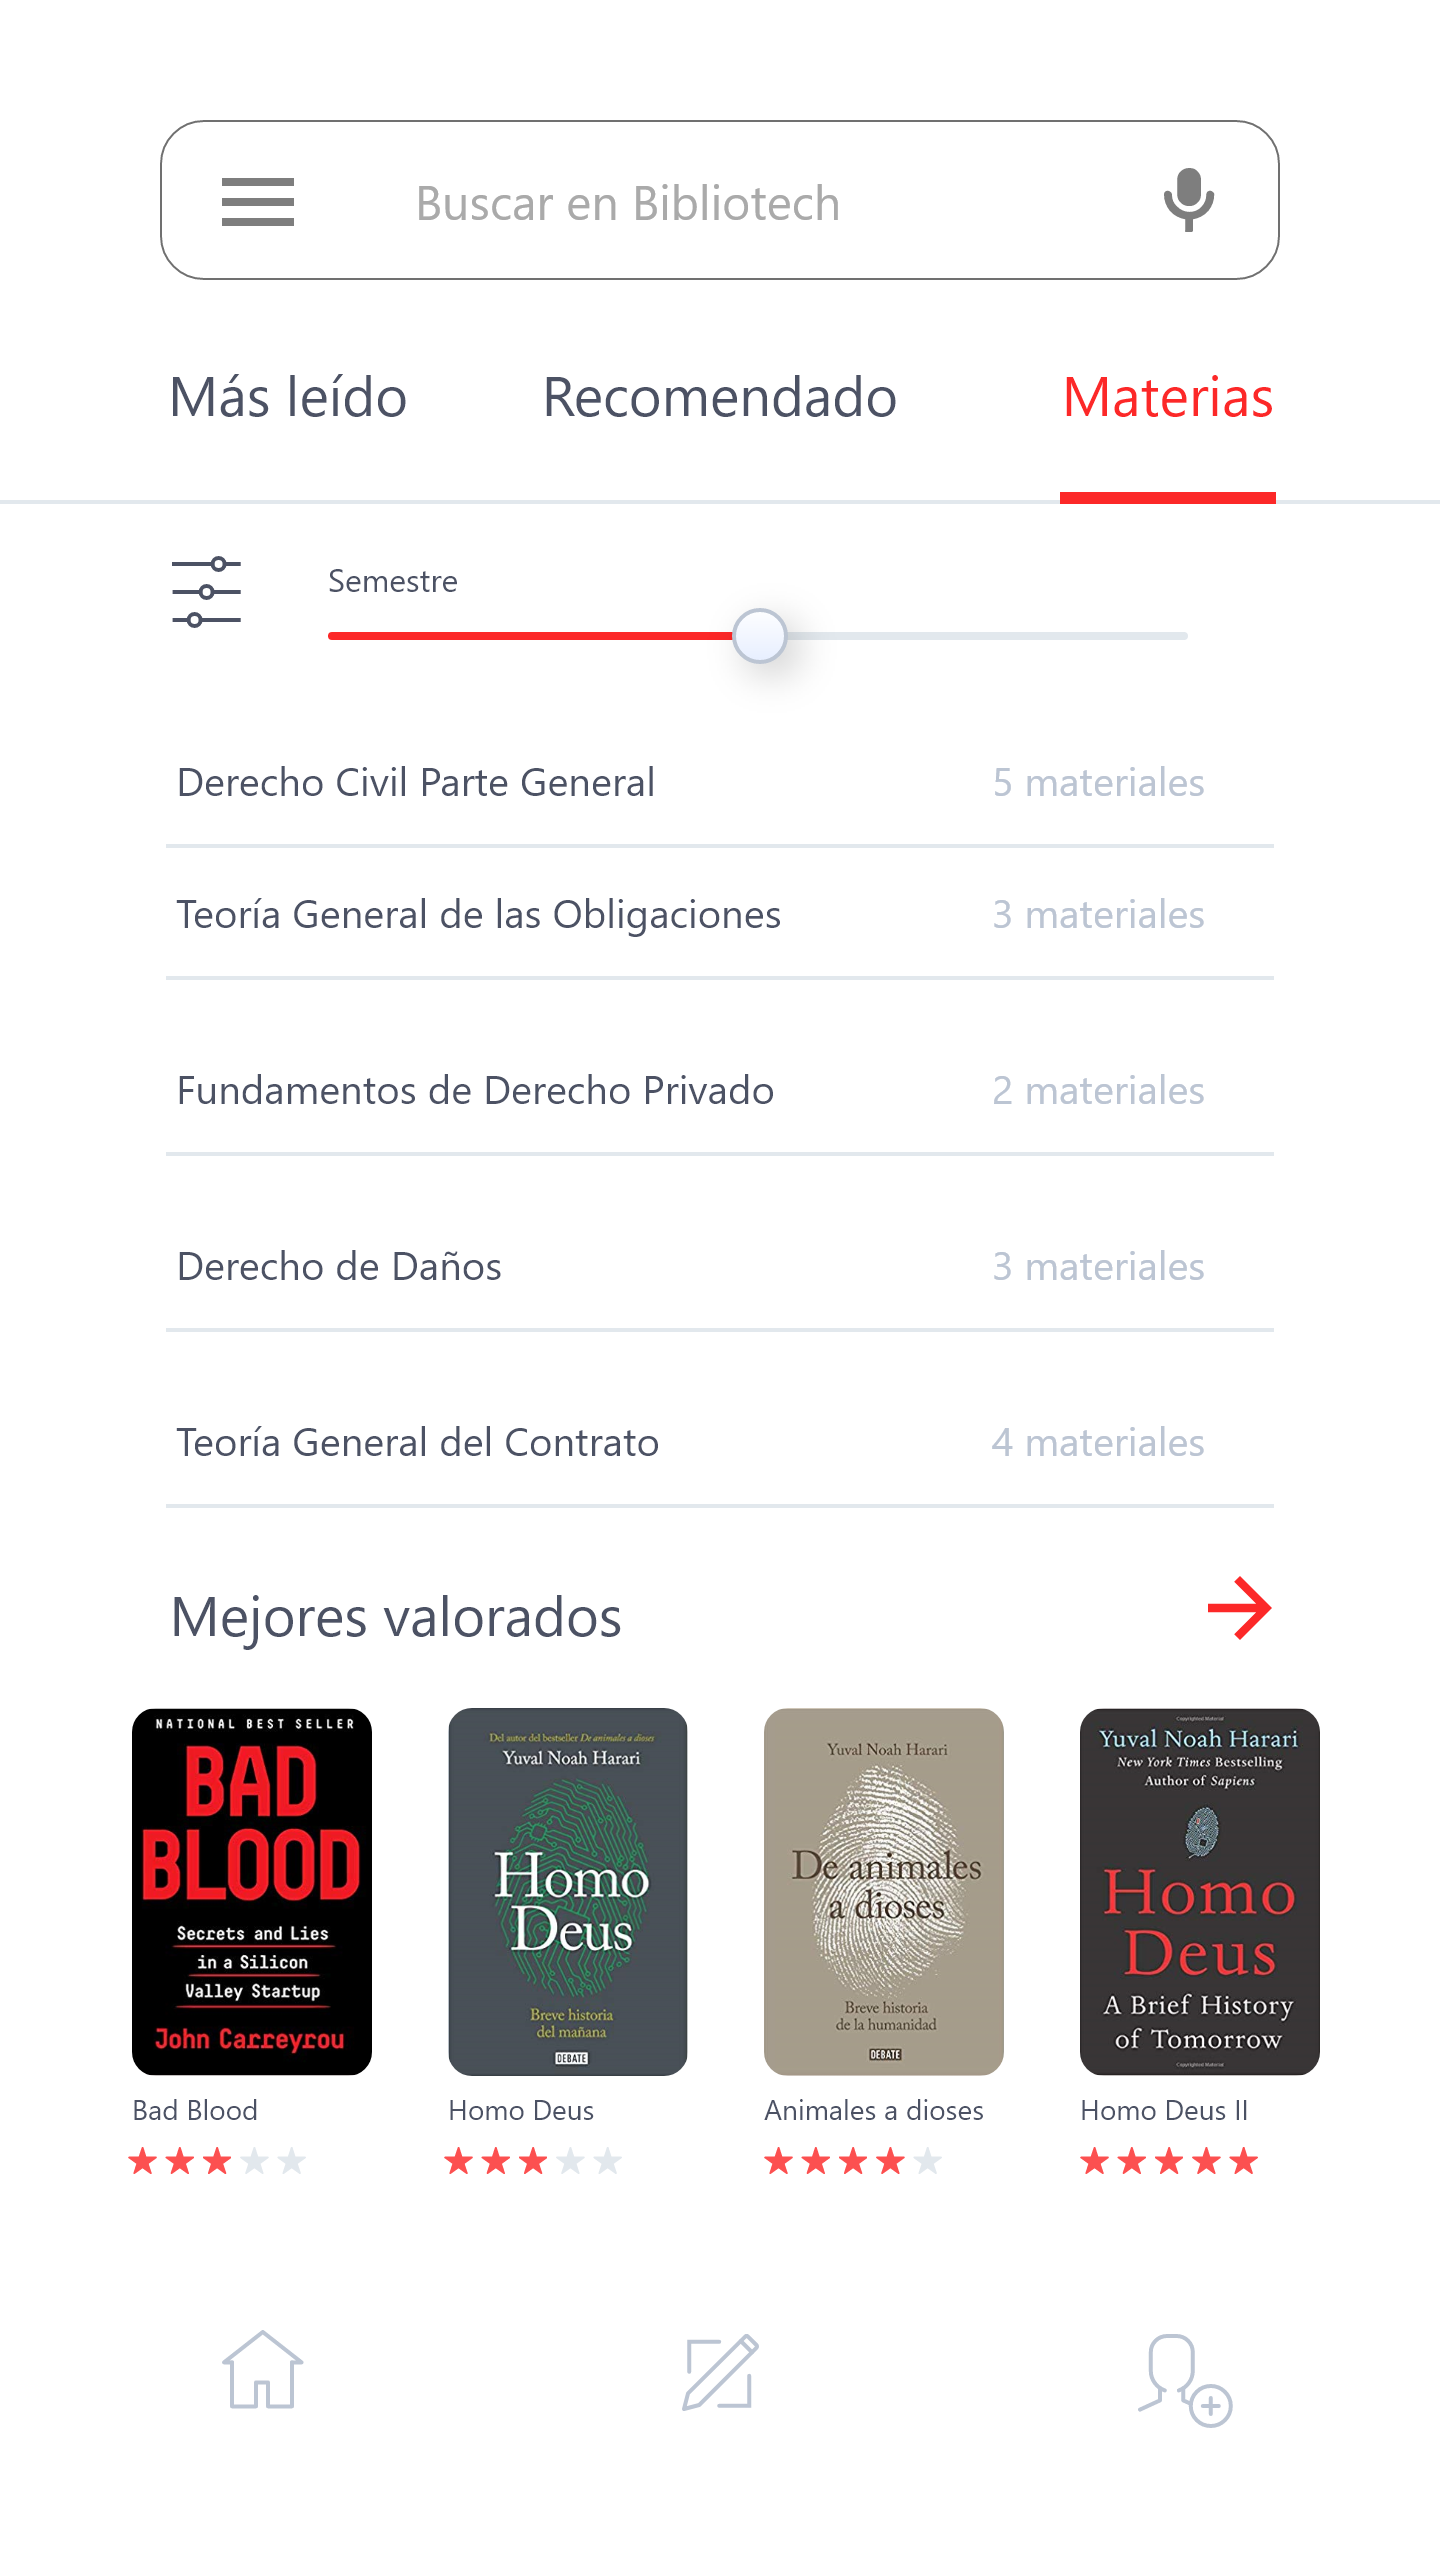 Buscar en Bibliotech
Más leído
Recomendado
Materias
Semestre
Derecho Civil Parte General
5 materiales
Teoría General de las Obligaciones
3 materiales
Fundamentos de Derecho Privado
2 materiales
Derecho de Daños
3 materiales
Teoría General del Contrato
4 materiales
Mejores valorados
NATIONAL BEST SELLER
BAD
BLOOD
Secrets and Lies
in a Silicon
Valley Startup
John Carreyrou
Bad Blood
Del autor del bestseller De animales a dioses
Yuval Noah Harari
Homo
Deus
Breve historia
del mañana
DEBATE
Homo Deus
Yuval Noah Harari
De animales
a dioses
Breve historia
de la humanidad
DEBATE
Animales a dioses
Copyrighted Material
Yuval Noah Harari
New York Times Bestselling
Author of Sapiens
Homo
Deus
A Brief History
of Tomorrow
Copyrighted Material
Homo Deus II